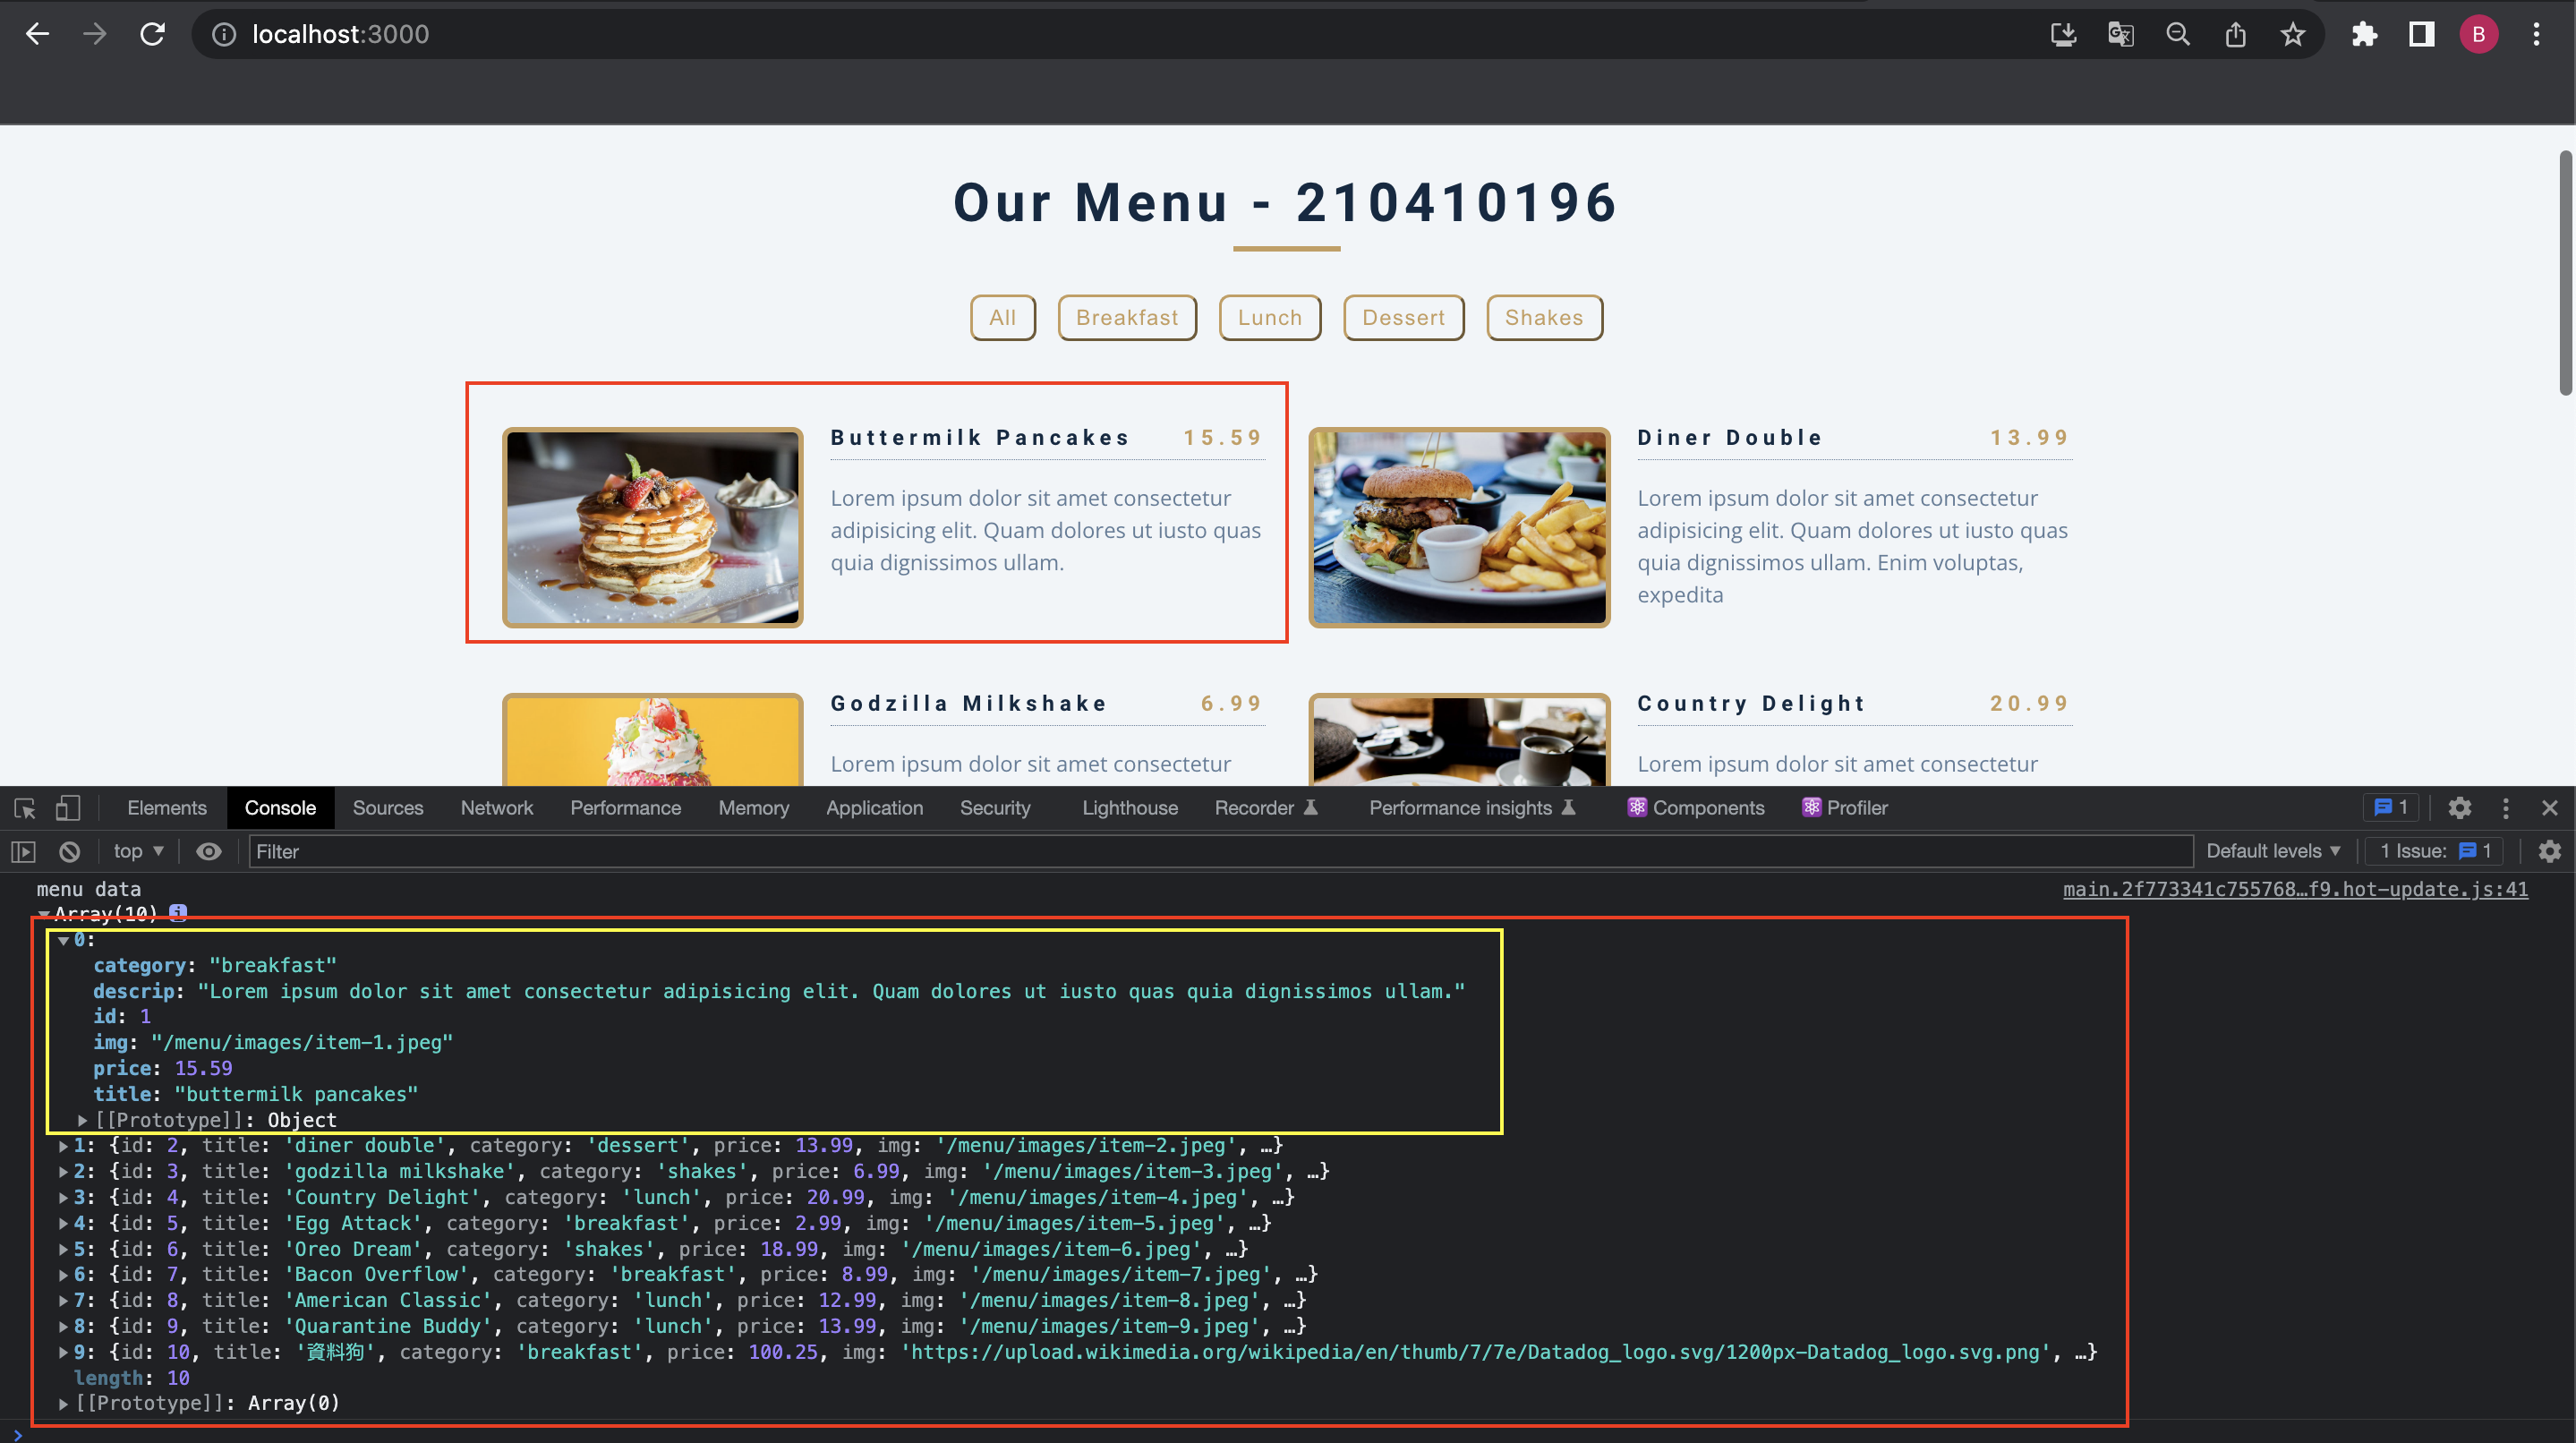 localhost:3000
B
Our Menu - 210410196
All Breakfast Lunch Dessert Shakes
Buttermilk Pancakes 15.59
Lorem ipsum dolor sit amet consectetur
adipisicing elit. Quam dolores ut iusto quas
quia dignissimos ullam.
Diner Double 13.99
Lorem ipsum dolor sit amet consectetur
adipisicing elit. Quam dolores ut iusto quas
quia dignissimos ullam. Enim voluptas,
expedita
Godzilla Milkshake 6.99
Lorem ipsum dolor sit amet consectetur
Country Delight 20.99
Lorem ipsum dolor sit amet consectetur
Elements Console Sources Network Performance Memory Application Security Lighthouse Recorder Performance insights Components Profiler 1
top Filter Default levels 1 Issue: 1
menu data main.2f773341c755768…f9.hot-update.js:41
Array(10) i
0:
category: "breakfast"
descrip: "Lorem ipsum dolor sit amet consectetur adipisicing elit. Quam dolores ut iusto quas quia dignissimos ullam."
id: 1
img: "/menu/images/item-1.jpeg"
price: 15.59
title: "buttermilk pancakes"
[[Prototype]]: Object
1: {id: 2, title: 'diner double', category: 'dessert', price: 13.99, img: '/menu/images/item-2.jpeg', …}
2: {id: 3, title: 'godzilla milkshake', category: 'shakes', price: 6.99, img: '/menu/images/item-3.jpeg', …}
3: {id: 4, title: 'Country Delight', category: 'lunch', price: 20.99, img: '/menu/images/item-4.jpeg', …}
4: {id: 5, title: 'Egg Attack', category: 'breakfast', price: 2.99, img: '/menu/images/item-5.jpeg', …}
5: {id: 6, title: 'Oreo Dream', category: 'shakes', price: 18.99, img: '/menu/images/item-6.jpeg', …}
6: {id: 7, title: 'Bacon Overflow', category: 'breakfast', price: 8.99, img: '/menu/images/item-7.jpeg', …}
7: {id: 8, title: 'American Classic', category: 'lunch', price: 12.99, img: '/menu/images/item-8.jpeg', …}
8: {id: 9, title: 'Quarantine Buddy', category: 'lunch', price: 13.99, img: '/menu/images/item-9.jpeg', …}
9: {id: 10, title: '資料狗', category: 'breakfast', price: 100.25, img: 'https://upload.wikimedia.org/wikipedia/en/thumb/7/7e/Datadog_logo.svg/1200px-Datadog_logo.svg.png', …}
length: 10
[[Prototype]]: Array(0)